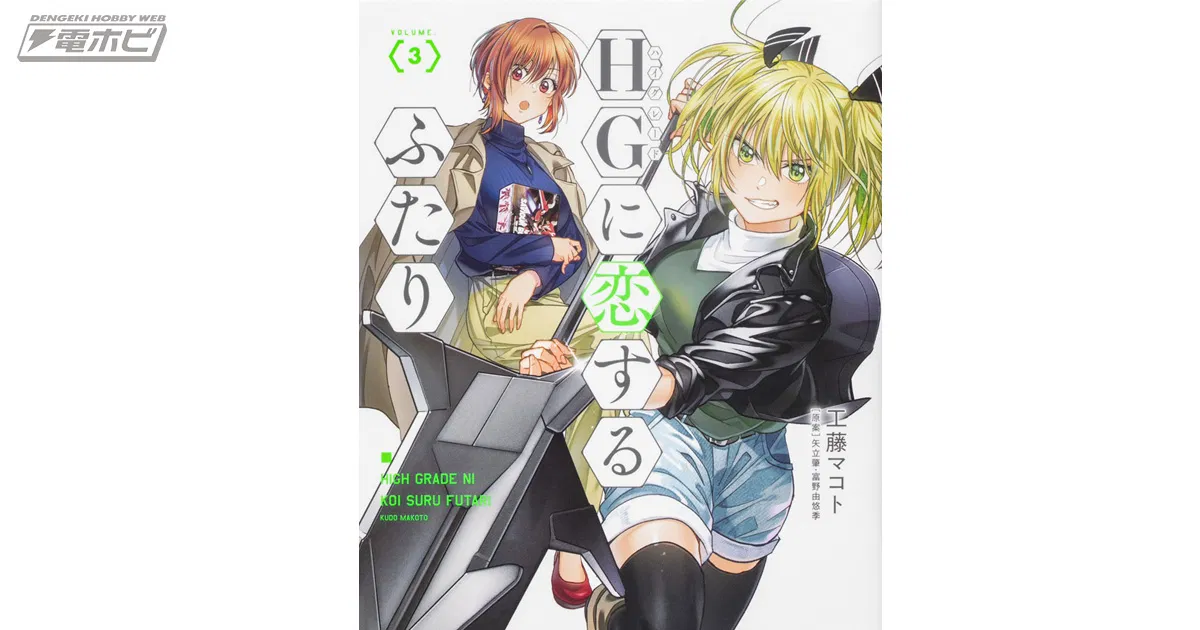 DENGEKI HOBBY WEB
電ホビ
VOLUME.
3
HGに恋する
ハイグレード
ふたり
工藤マコト
[原案]矢立肇・富野由悠季
HIGH GRADE NI
KOI SURU FUTARI
KUDO MAKOTO